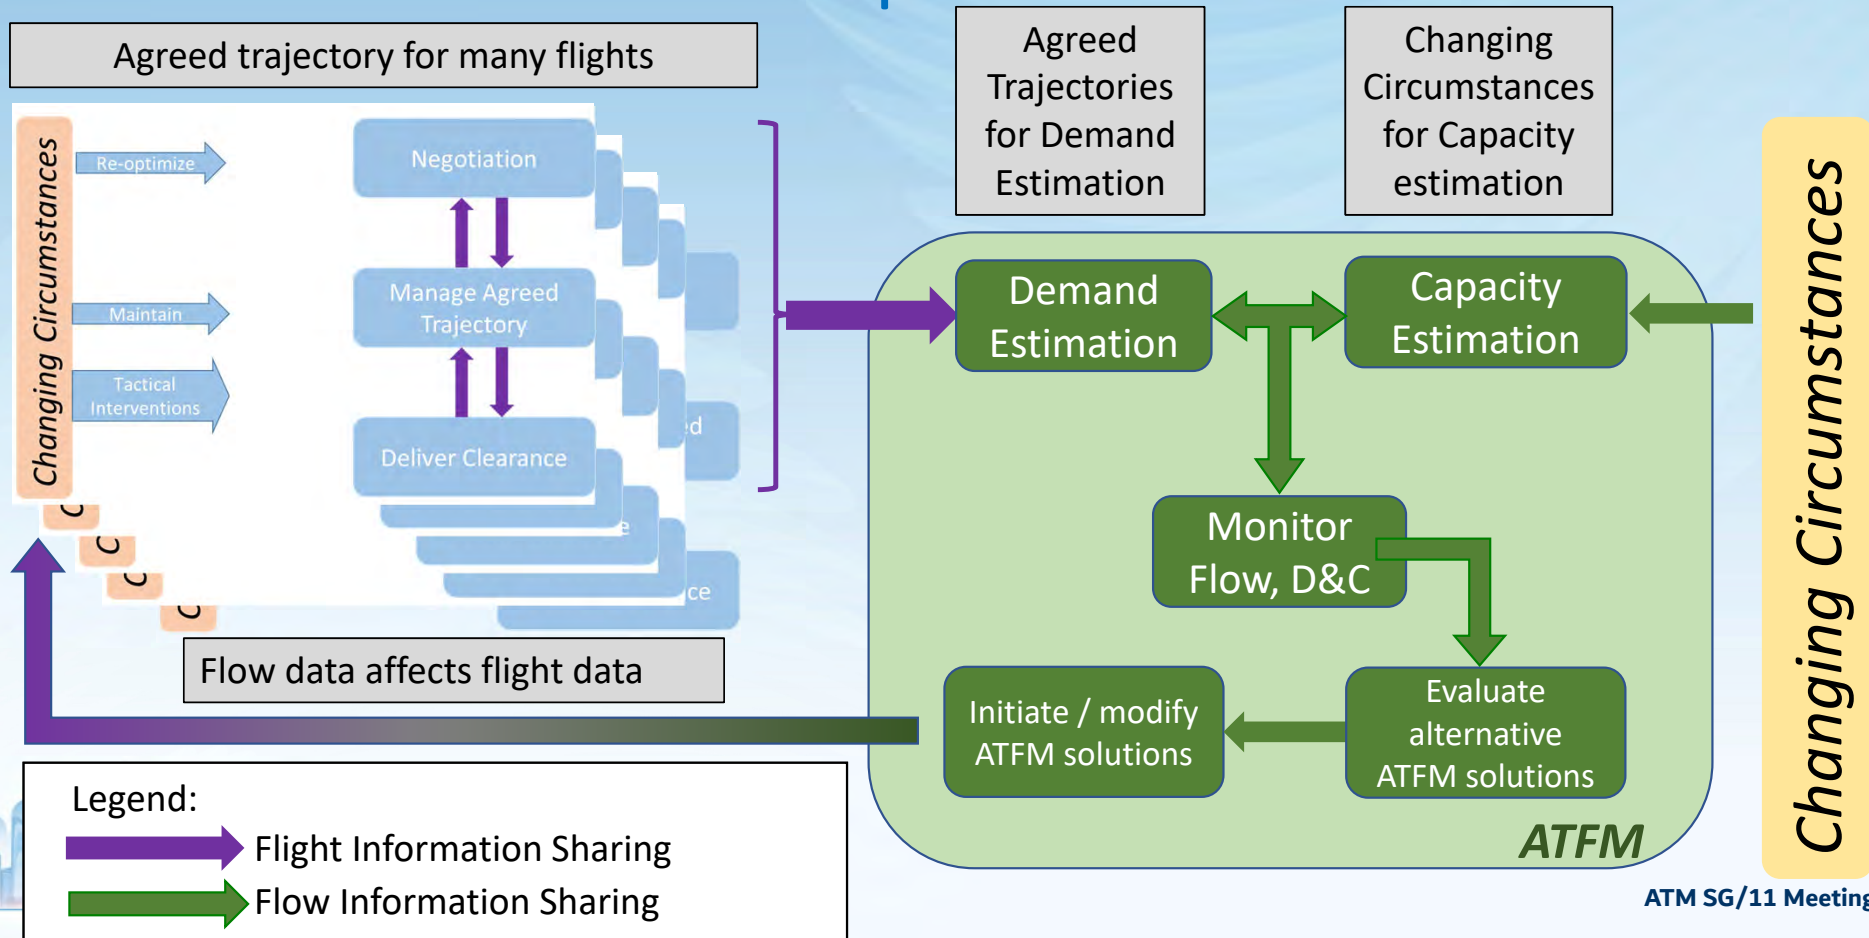 Agreed trajectory for many flights
Changing Circumstances
Re-optimize
Maintain
Tactical
Interventions
Negotiation
Manage Agreed
Trajectory
Deliver Clearance
ed
e
ce
C
C
C
C
Flow data affects flight data
Agreed
Trajectories
for Demand
Estimation
Changing
Circumstances
for Capacity
estimation
Demand
Estimation
Capacity
Estimation
Monitor
Flow, D&C
Evaluate
alternative
ATFM solutions
Initiate / modify
ATFM solutions
ATFM
Changing Circumstances
Legend:
Flight Information Sharing
Flow Information Sharing
ATM SG/11 Meeting